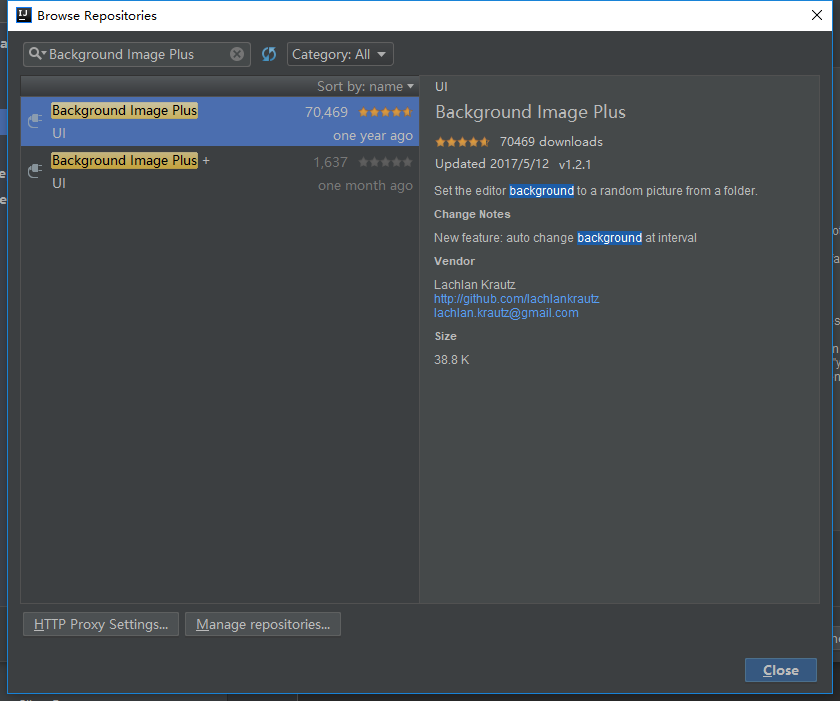 Browse Repositories
Background Image Plus
Category: All
Sort by: name
Background Image Plus
70,469
UI
one year ago
Background Image Plus +
1,637
UI
one month ago
UI
Background Image Plus
70469 downloads
Updated 2017/5/12 v1.2.1
Set the editor background to a random picture from a folder.
Change Notes
New feature: auto change background at interval
Vendor
Lachlan Krautz
http://github.com/lachlankrautz
lachlan.krautz@gmail.com
Size
38.8 K
HTTP Proxy Settings...
Manage repositories...
Close